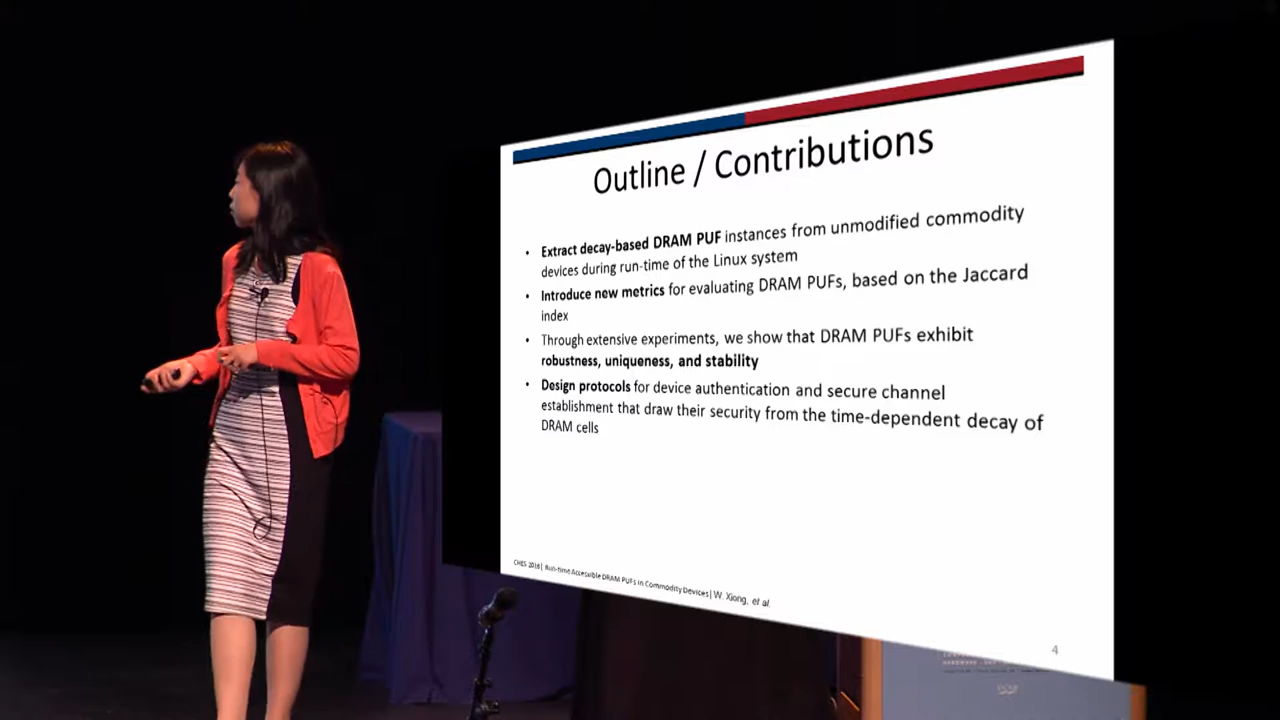 Outline / Contributions
• Extract decay-based DRAM PUF instances from unmodified commodity
devices during run-time of the Linux system
• Introduce new metrics for evaluating DRAM PUFs, based on the Jaccard
index
• Through extensive experiments, we show that DRAM PUFs exhibit
robustness, uniqueness, and stability
• Design protocols for device authentication and secure channel
establishment that draw their security from the time-dependent decay of
DRAM cells
CHES 2016| Run-time Accessible DRAM PUFs in Commodity Devices| W. Xiong, et al.
4